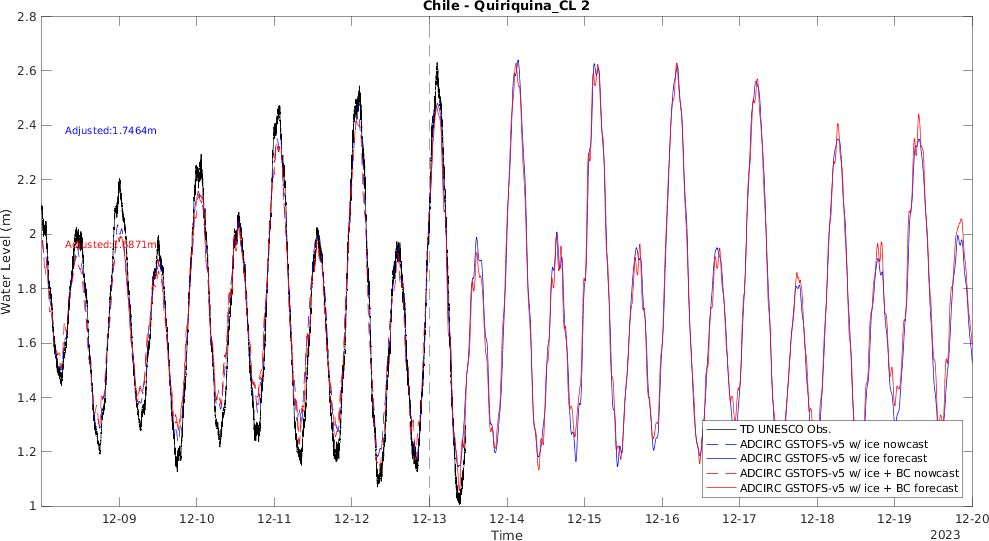 Chile - Quiriquina_CL 2
Water Level (m)
2.8
2.6
2.4
2.2
2
1.8
1.6
1.4
1.2
1
Adjusted:1.7464m
TD UNESCO Obs.
ADCIRC GSTOFS-v5 w/ ice nowcast
ADCIRC GSTOFS-v5 w/ ice forecast
ADCIRC GSTOFS-v5 w/ ice + BC nowcast
ADCIRC GSTOFS-v5 w/ ice + BC forecast
12-09 12-10 12-11 12-12 12-13 12-14 12-15 12-16 12-17 12-18 12-19 12-20
Time
2023